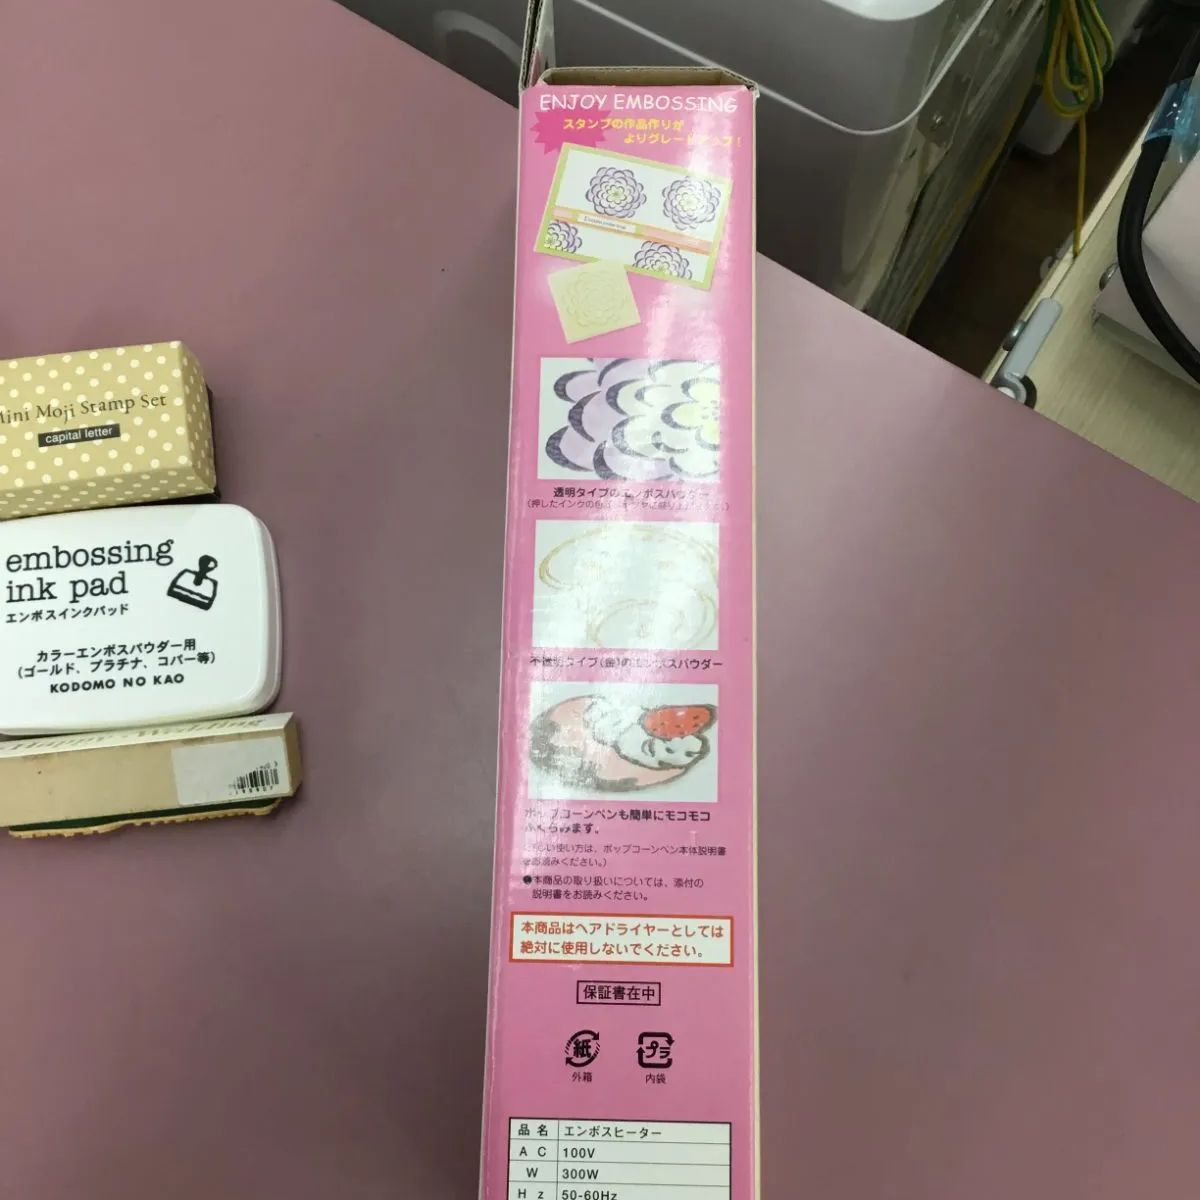 Mini Moji Stamp Set
capital letter
embossing
ink pad
エンボスインクパッド
カラーエンボスパウダー用
(ゴールド、プラチナ、コパー等)
KODOMO NO KAO
Happy Wedding
ENJOY EMBOSSING
スタンプの作品作りが
よりグレードアップ!
透明タイプのエンボスパウダー
(押したインクの色
不透明タイプ(金)のエンボスパウダー
ポップコーンペンも簡単にモコモコ
ふくらみます。
(詳しい使い方は、ポップコーンペン本体説明書
をお読みください。)
●本商品の取り扱いについては、添付の
説明書をお読みください。
本商品はヘアドライヤーとしては
絶対に使用しないでください。
保証書在中
紙 プラ
外箱 内袋
品名 エンボスヒーター
AC 100V
W 300W
Hz 50-60Hz